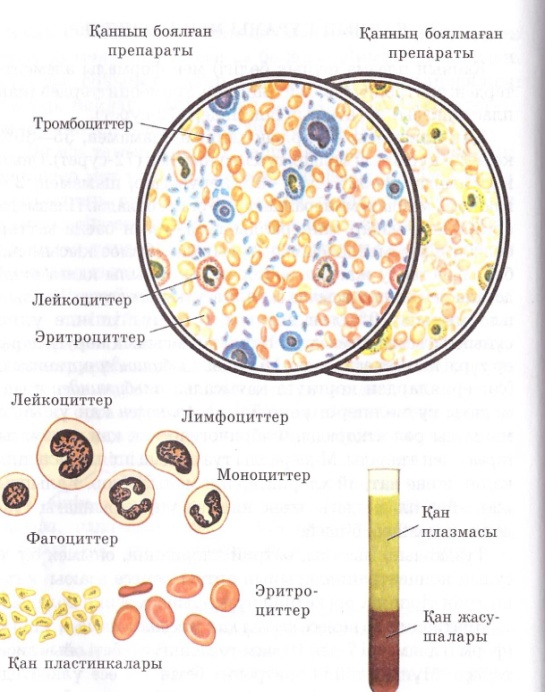 Қанның боялған
препараты
Қанның боялмаған
препараты
Тромбоциттер
Лейкоциттер
Эритроциттер
Лейкоциттер
Лимфоциттер
Моноциттер
Фагоциттер
Қан
плазмасы
Эритро-
циттер
Қан жасу-
шалары
Қан пластинкалары